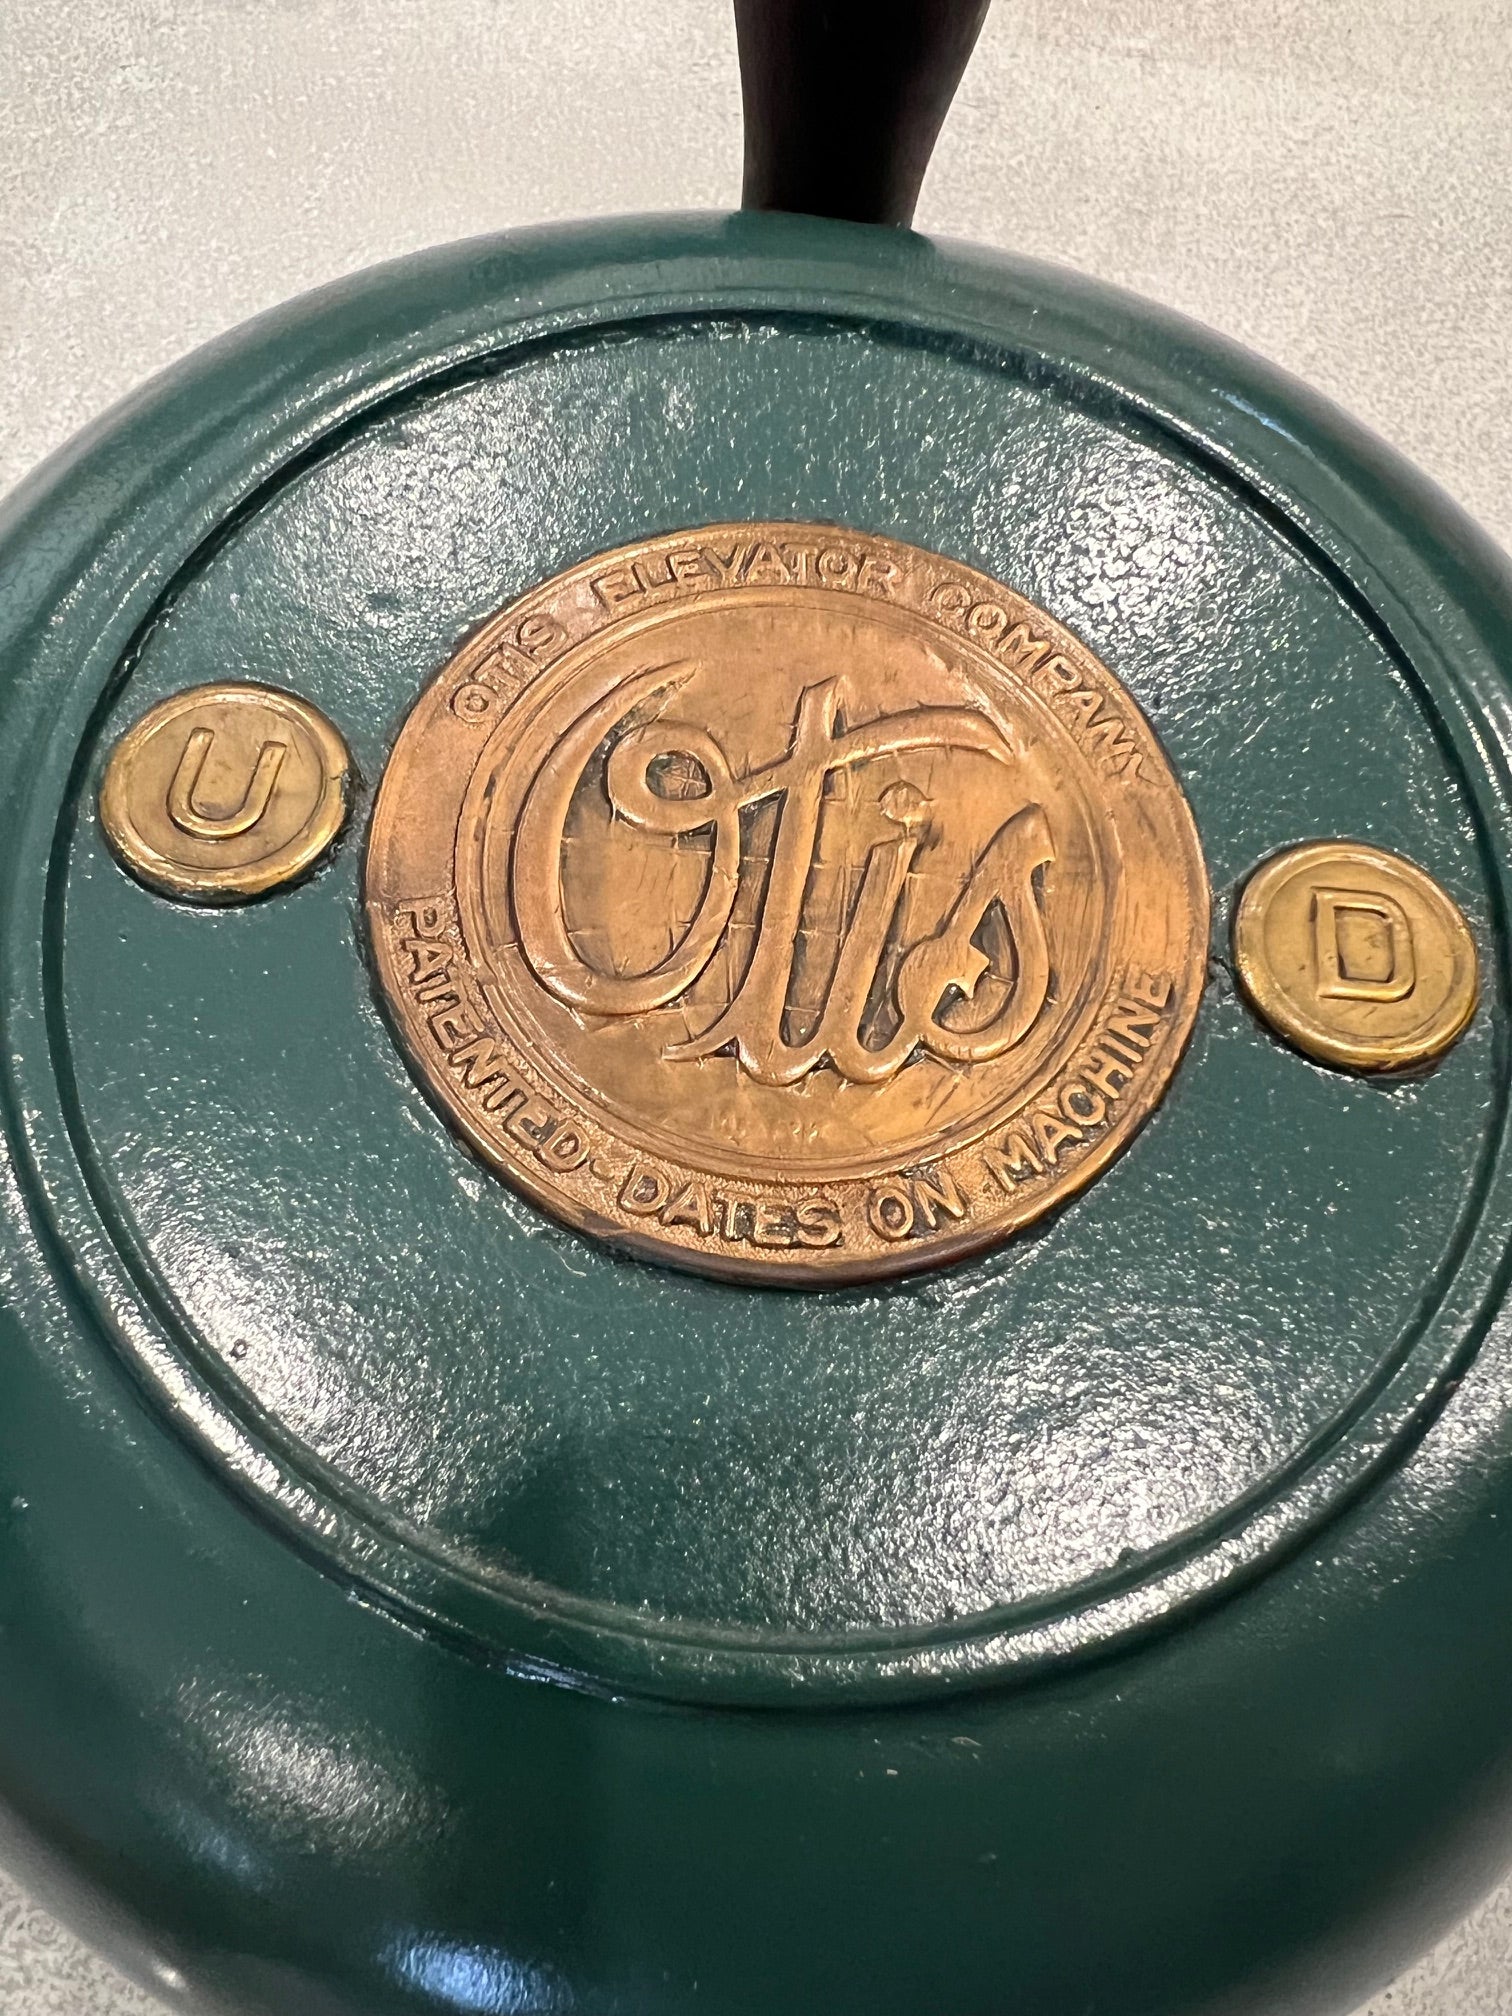 OTIS ELEVATOR COMPANY
U
Otis
D
PATENTED-DATES ON MACHINE